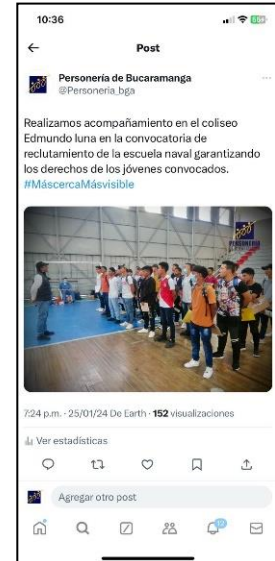 10:36
Post
Personería de Bucaramanga
@Personeria_bga
Realizamos acompañamiento en el coliseo
Edmundo luna en la convocatoria de
reclutamiento de la escuela naval garantizando
los derechos de los jóvenes convocados.
#MáscercaMásvisible
PERSONERIA
7:24 p.m. · 25/01/24 De Earth · 152 visualizaciones
Ver estadísticas
Agregar otro post